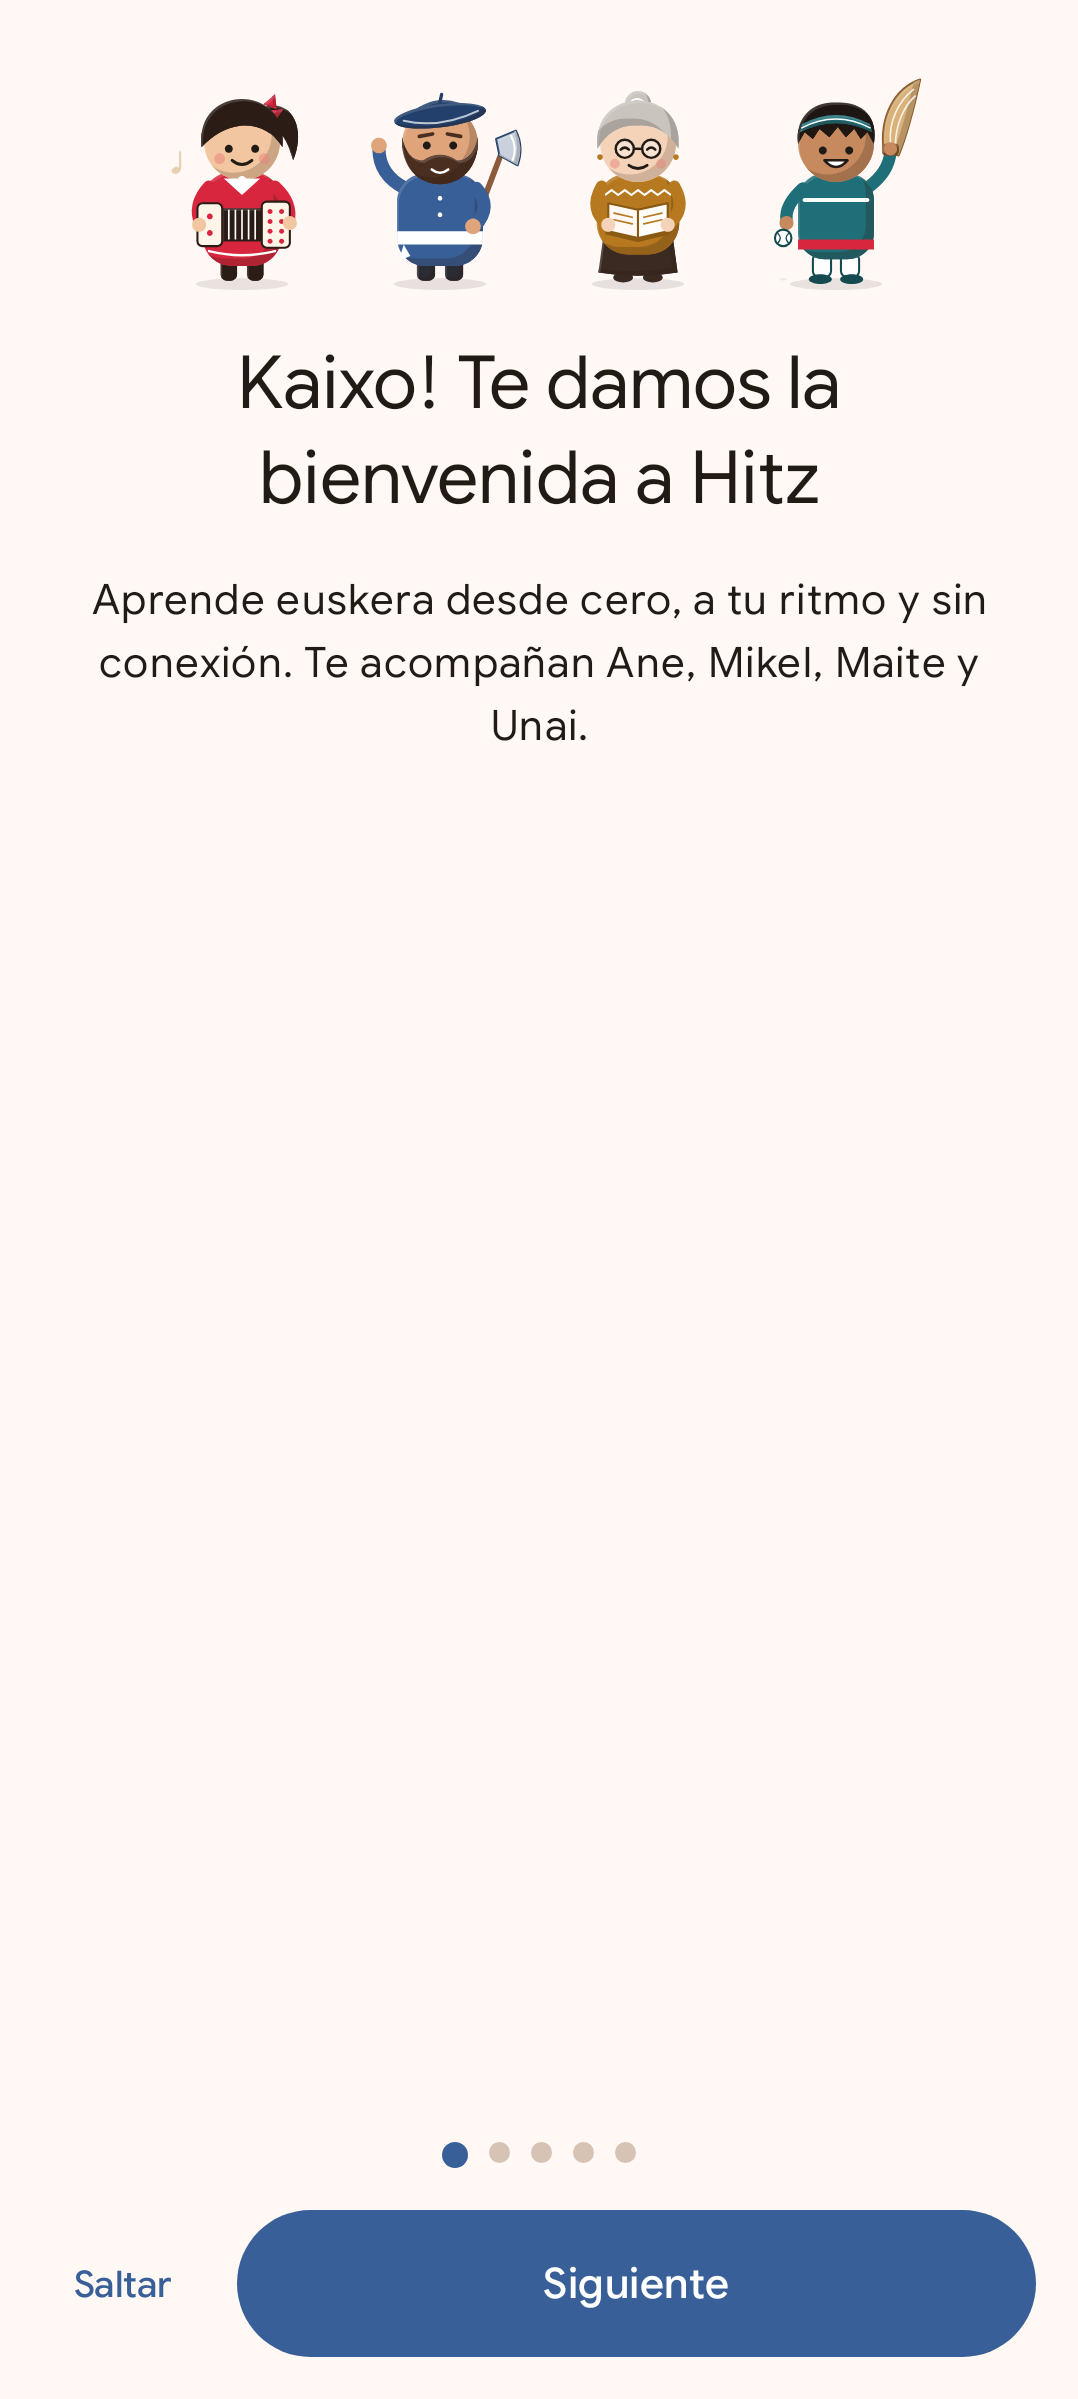 Kaixo! Te damos la
bienvenida a Hitz
Aprende euskera desde cero, a tu ritmo y sin
conexión. Te acompañan Ane, Mikel, Maite y
Unai.
Saltar
Siguiente